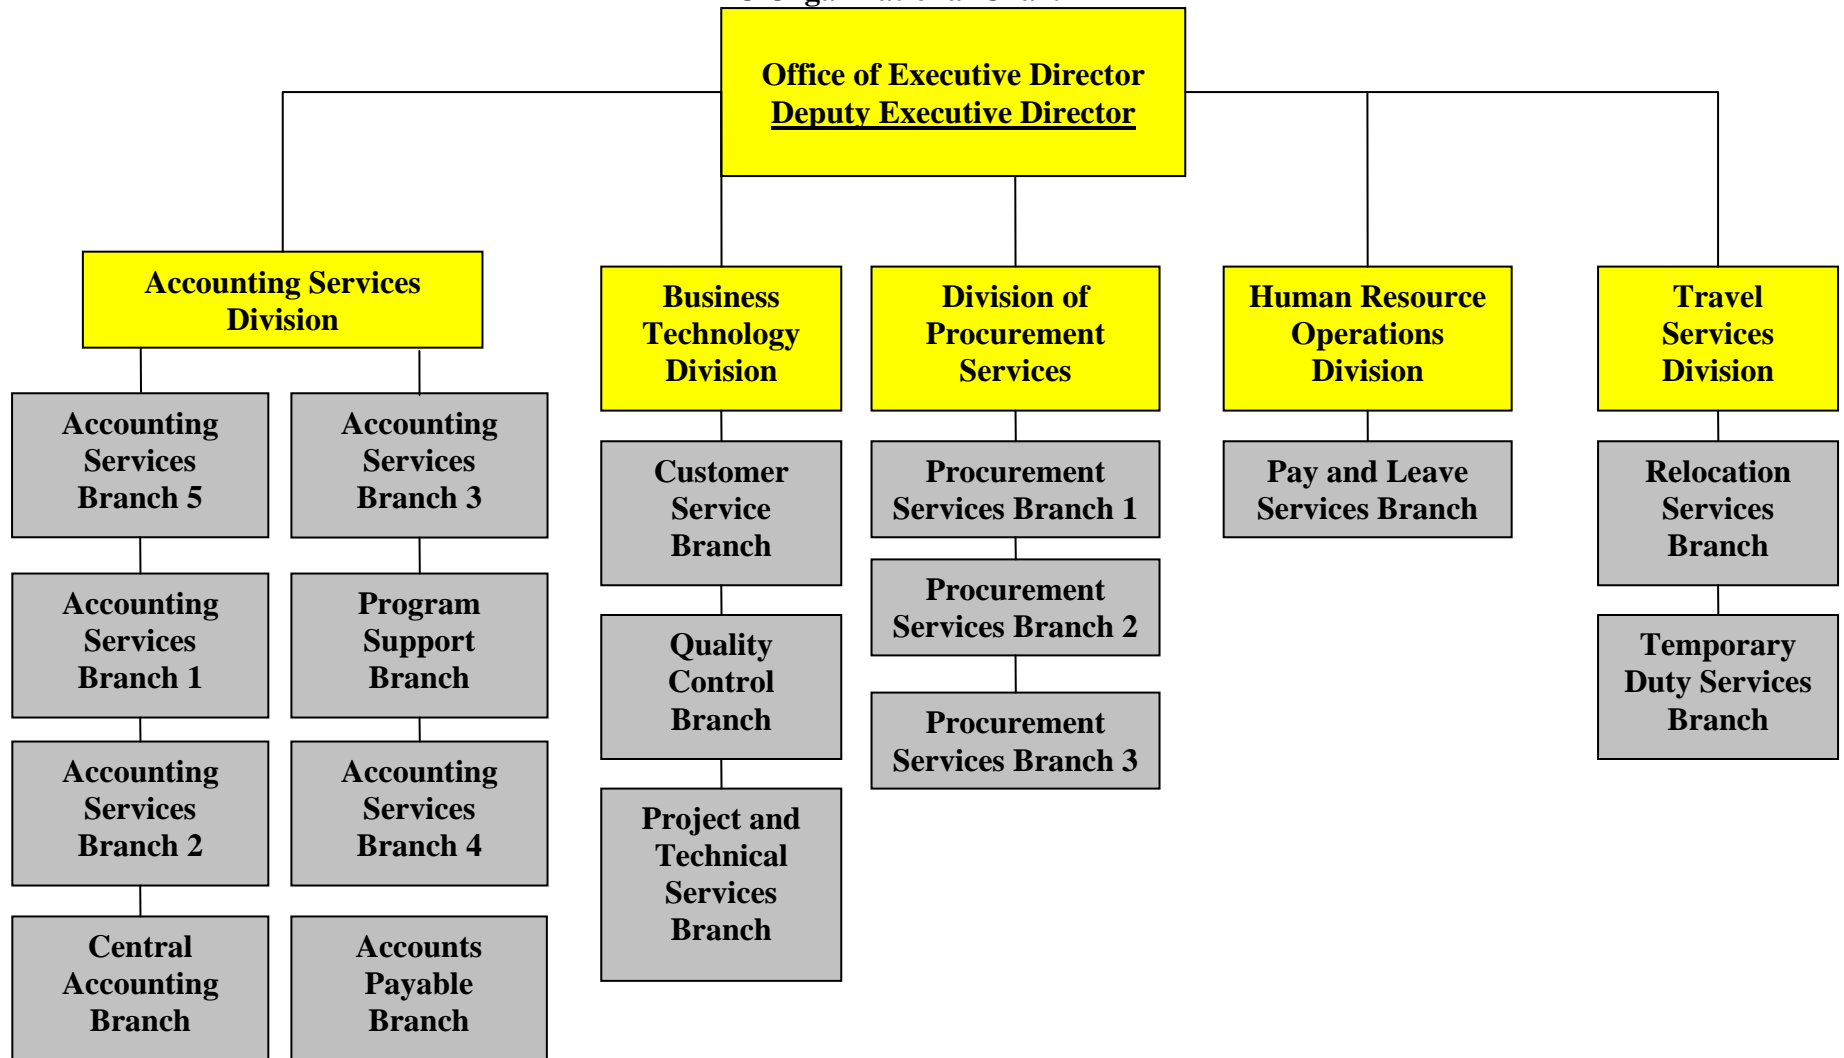 Office of Executive Director
Deputy Executive Director
Accounting Services
Division
Business
Technology
Division
Division of
Procurement
Services
Human Resource
Operations
Division
Travel
Services
Division
Accounting
Services
Branch 5
Accounting
Services
Branch 3
Customer
Service
Branch
Procurement
Services Branch 1
Pay and Leave
Services Branch
Relocation
Services
Branch
Accounting
Services
Branch 1
Program
Support
Branch
Quality
Control
Branch
Procurement
Services Branch 2
Temporary
Duty Services
Branch
Accounting
Services
Branch 2
Accounting
Services
Branch 4
Project and
Technical
Services
Branch
Procurement
Services Branch 3
Central
Accounting
Branch
Accounts
Payable
Branch